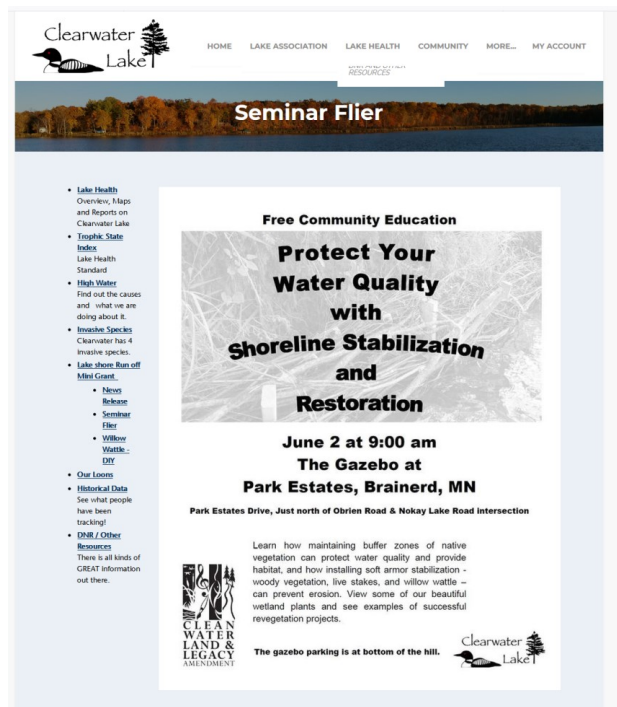 Clearwater
Lake
HOME LAKE ASSOCIATION LAKE HEALTH COMMUNITY MORE... MY ACCOUNT
DNR AND OTHER
RESOURCES
Seminar Flier
Lake Health
Overview, Maps
and Reports on
Clearwater Lake
Trophic State
Index
Lake Health
Standard
High Water
Find out the causes
and what we are
doing about it.
Invasive Species
Clearwater has 4
invasive species.
Lake shore Run off
Mini Grant
News
Release
Seminar
Flier
Willow
Wattle -
DIY
Our Loons
Historical Data
See what people
have been
tracking!
DNR / Other
Resources
There is all kinds of
GREAT information
out there.
Free Community Education
Protect Your
Water Quality
with
Shoreline Stabilization
and
Restoration
June 2 at 9:00 am
The Gazebo at
Park Estates, Brainerd, MN
Park Estates Drive, Just north of Obrien Road & Nokay Lake Road intersection
Learn how maintaining buffer zones of native
vegetation can protect water quality and provide
habitat, and how installing soft armor stabilization -
woody vegetation, live stakes, and willow wattle –
can prevent erosion. View some of our beautiful
wetland plants and see examples of successful
revegetation projects.
CLEAN
WATER
LAND &
LEGACY
AMENDMENT
The gazebo parking is at bottom of the hill.
Clearwater
Lake